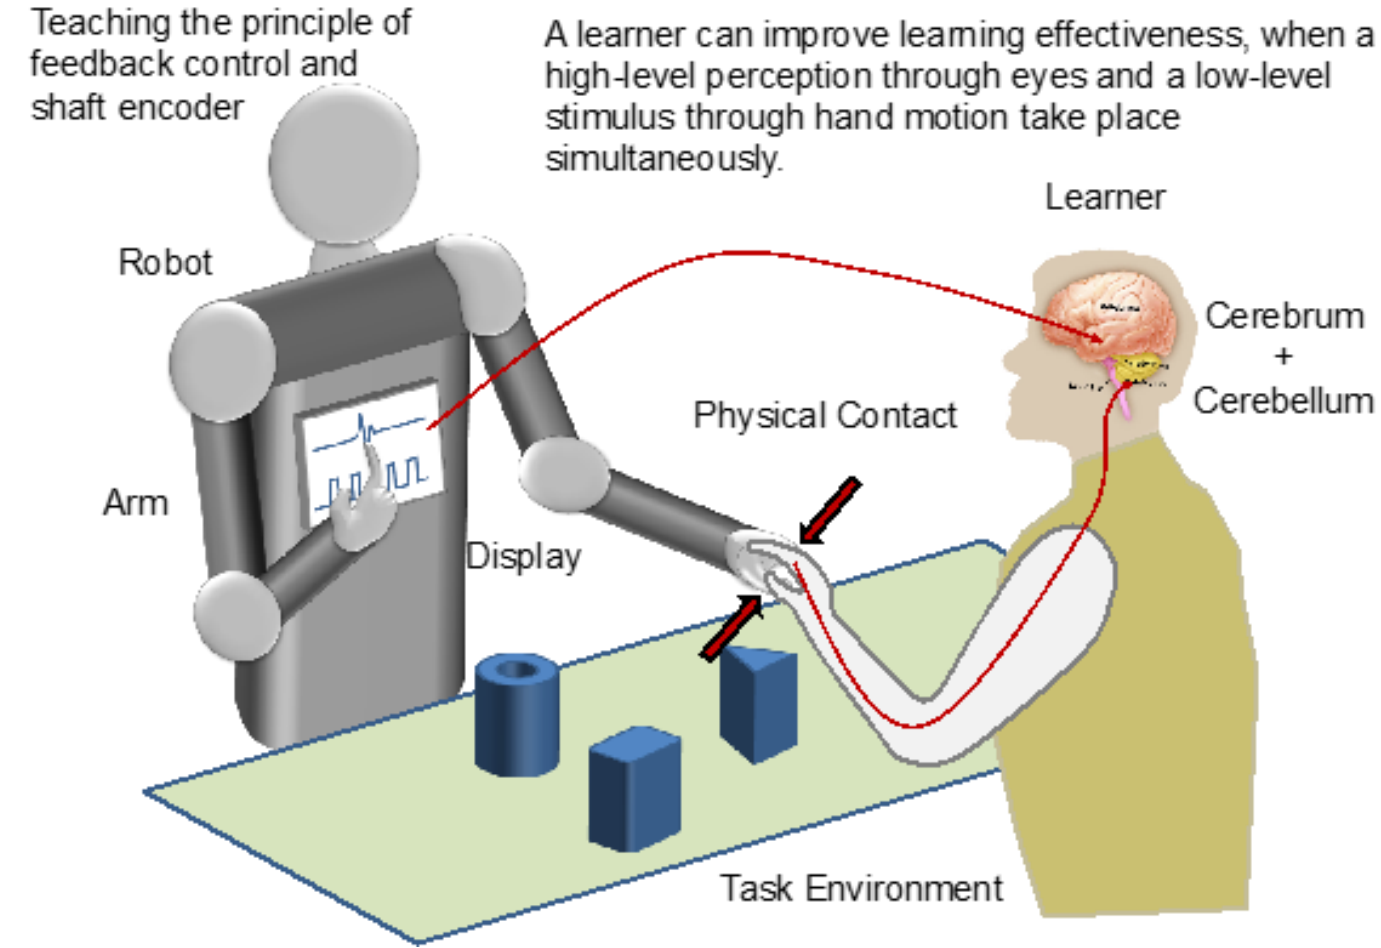 Teaching the principle of
feedback control and
shaft encoder
A learner can improve learning effectiveness, when a
high-level perception through eyes and a low-level
stimulus through hand motion take place
simultaneously.
Learner
Robot
Cerebrum
+
Cerebellum
Physical Contact
Arm
Display
Task Environment